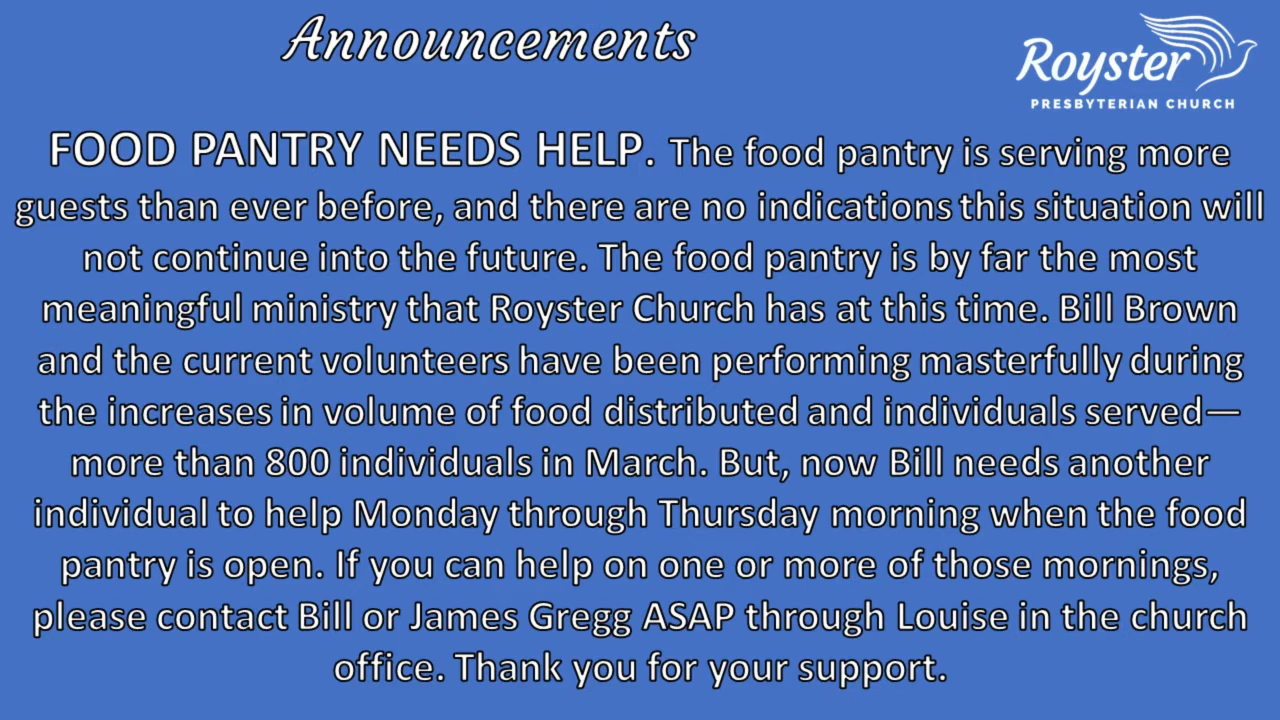 Announcements
Royster
PRESBYTERIAN CHURCH
FOOD PANTRY NEEDS HELP. The food pantry is serving more
guests than ever before, and there are no indications this situation will
not continue into the future. The food pantry is by far the most
meaningful ministry that Royster Church has at this time. Bill Brown
and the current volunteers have been performing masterfully during
the increases in volume of food distributed and individuals served—
more than 800 individuals in March. But, now Bill needs another
individual to help Monday through Thursday morning when the food
pantry is open. If you can help on one or more of those mornings,
please contact Bill or James Gregg ASAP through Louise in the church
office. Thank you for your support.